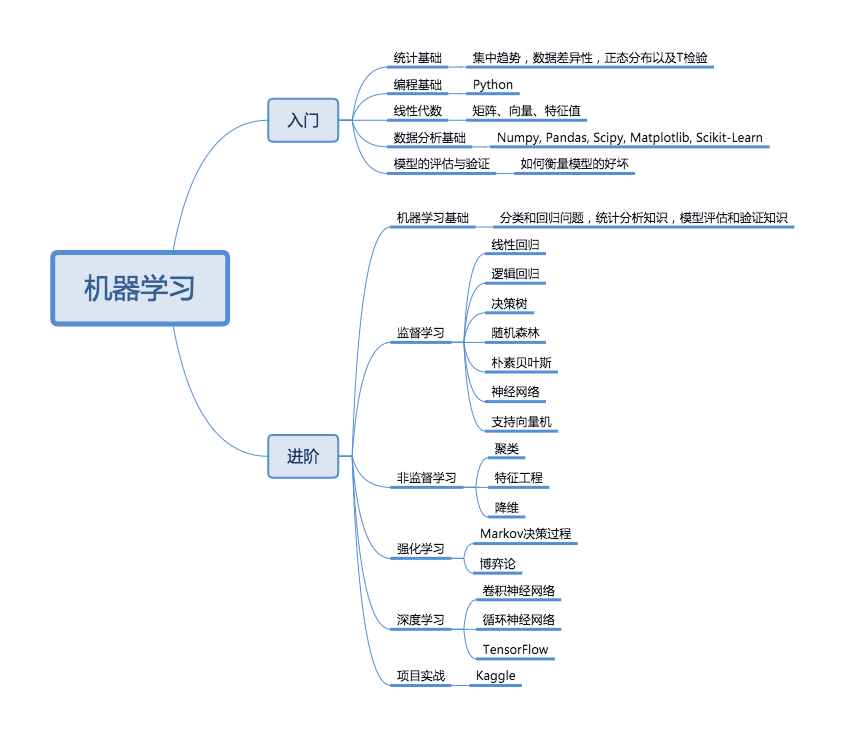 机器学习
入门
统计基础
集中趋势，数据差异性，正态分布以及T检验
编程基础
Python
线性代数
矩阵、向量、特征值
数据分析基础
Numpy, Pandas, Scipy, Matplotlib, Scikit-Learn
模型的评估与验证
如何衡量模型的好坏
进阶
机器学习基础
分类和回归问题，统计分析知识，模型评估和验证知识
监督学习
线性回归
逻辑回归
决策树
随机森林
朴素贝叶斯
神经网络
支持向量机
非监督学习
聚类
特征工程
降维
强化学习
Markov决策过程
博弈论
深度学习
卷积神经网络
循环神经网络
TensorFlow
项目实战
Kaggle